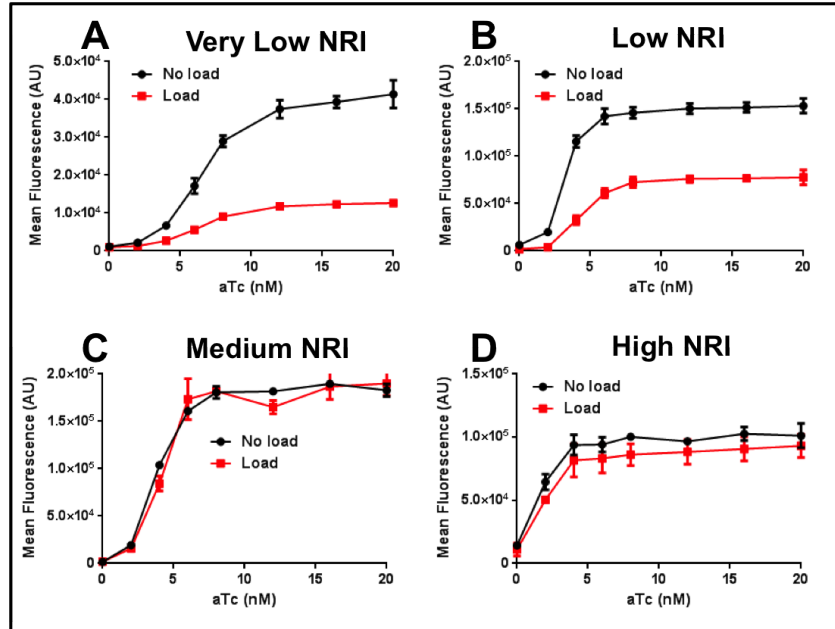 A
Very Low NRI
5.0×10⁴
4.0×10⁴
3.0×10⁴
2.0×10⁴
1.0×10⁴
0
No load
Load
Mean Fluorescence (AU)
0 5 10 15 20
aTc (nM)
B
Low NRI
2.0×10⁵
1.5×10⁵
1.0×10⁵
5.0×10⁴
0
No load
Load
Mean Fluorescence (AU)
0 5 10 15 20
aTc (nM)
C
Medium NRI
2.0×10⁵
1.5×10⁵
1.0×10⁵
5.0×10⁴
0
No load
Load
Mean Fluorescence (AU)
0 5 10 15 20
aTc (nM)
D
High NRI
1.5×10⁵
1.0×10⁵
5.0×10⁴
0
No load
Load
Mean Fluorescence (AU)
0 5 10 15 20
aTc (nM)